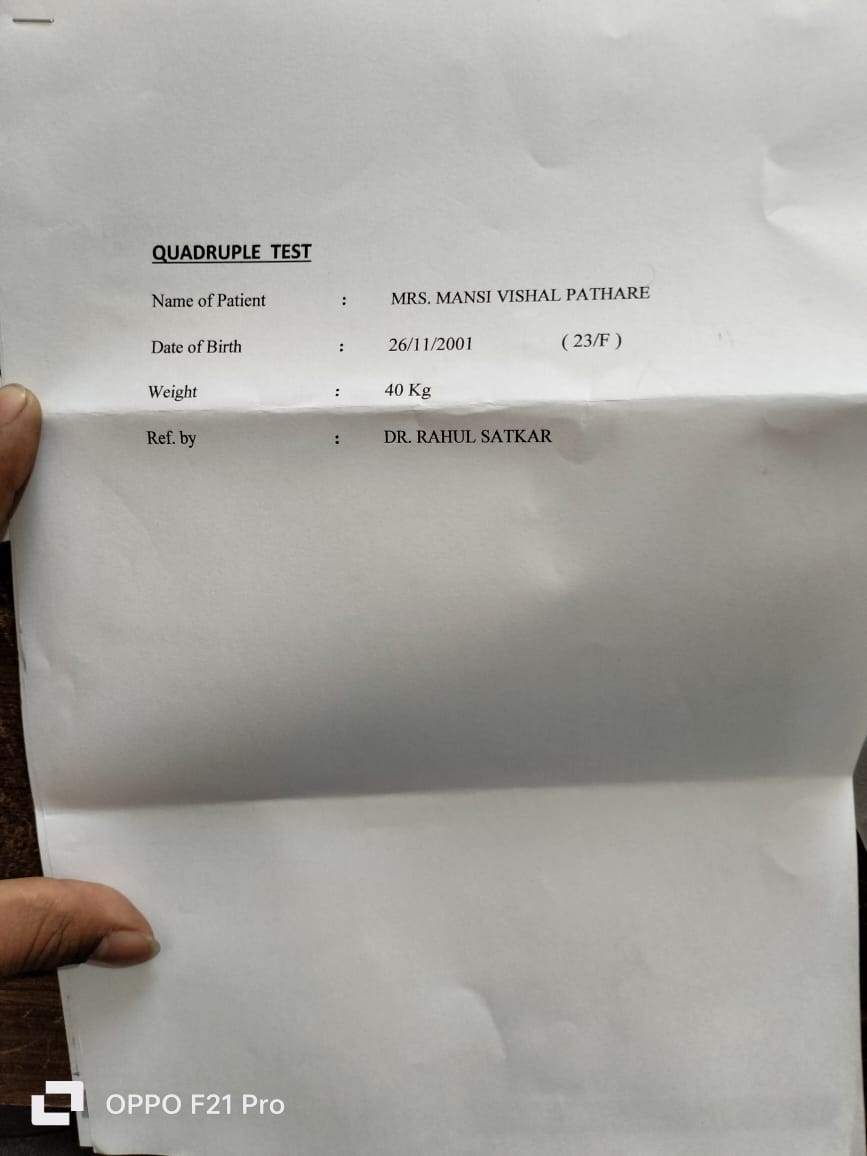 QUADRUPLE TEST
Name of Patient : MRS. MANSI VISHAL PATHARE
Date of Birth : 26/11/2001 ( 23/F )
Weight : 40 Kg
Ref. by : DR. RAHUL SATKAR
OPPO F21 Pro